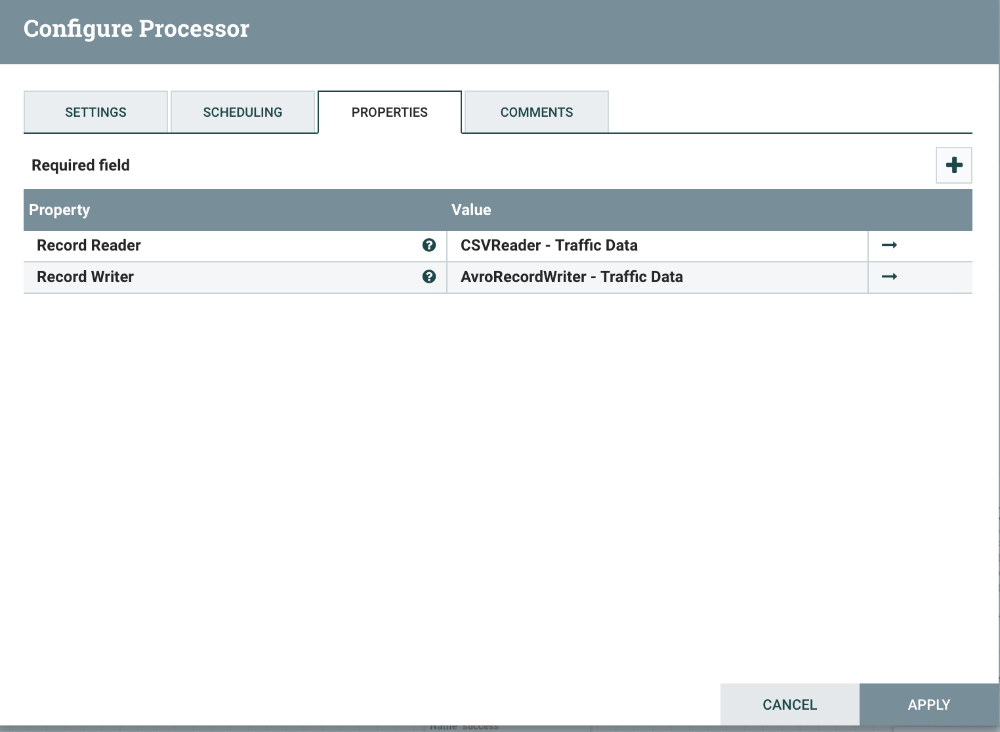 Configure Processor
SETTINGS SCHEDULING PROPERTIES COMMENTS
Required field
Property Value
Record Reader CSVReader - Traffic Data
Record Writer AvroRecordWriter - Traffic Data
CANCEL APPLY
Name success